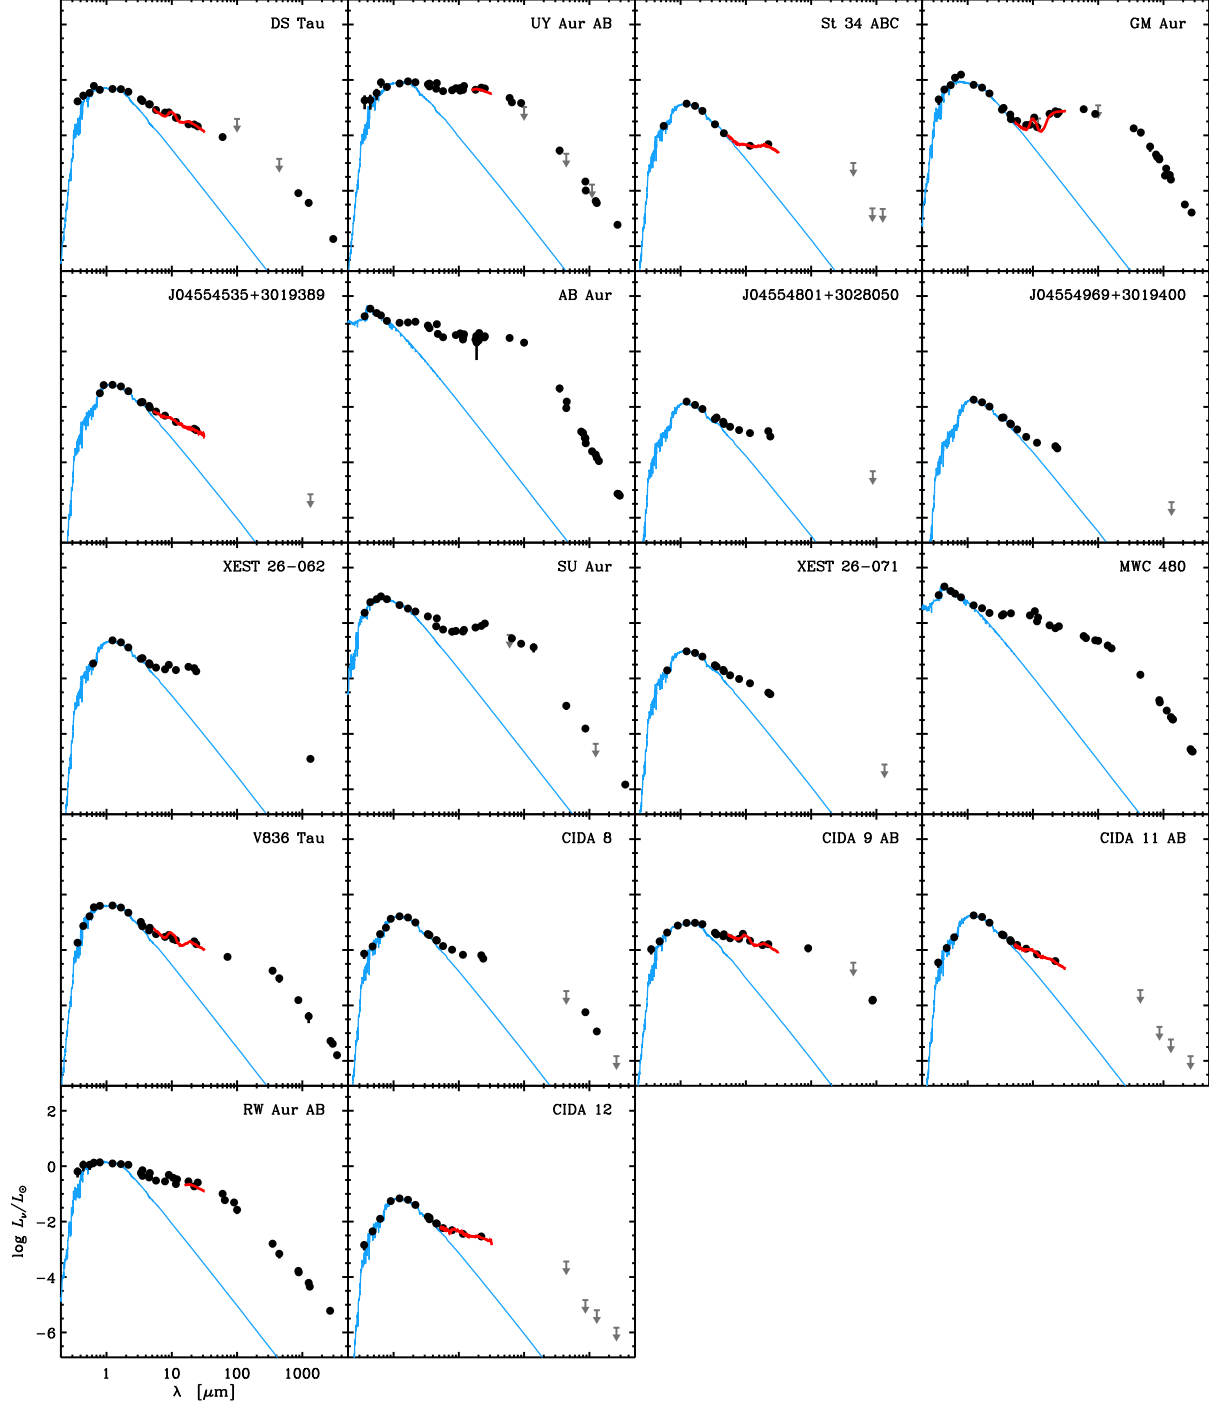 DS Tau
UY Aur AB
St 34 ABC
GM Aur
J04554535+3019389
AB Aur
J04554801+3028050
J04554969+3019400
XEST 26-062
SU Aur
XEST 26-071
MWC 480
V836 Tau
CIDA 8
CIDA 9 AB
CIDA 11 AB
RW Aur AB
CIDA 12
2
0
-2
-4
-6
log Lν/L⊙
1 10 100 1000
λ [μm]